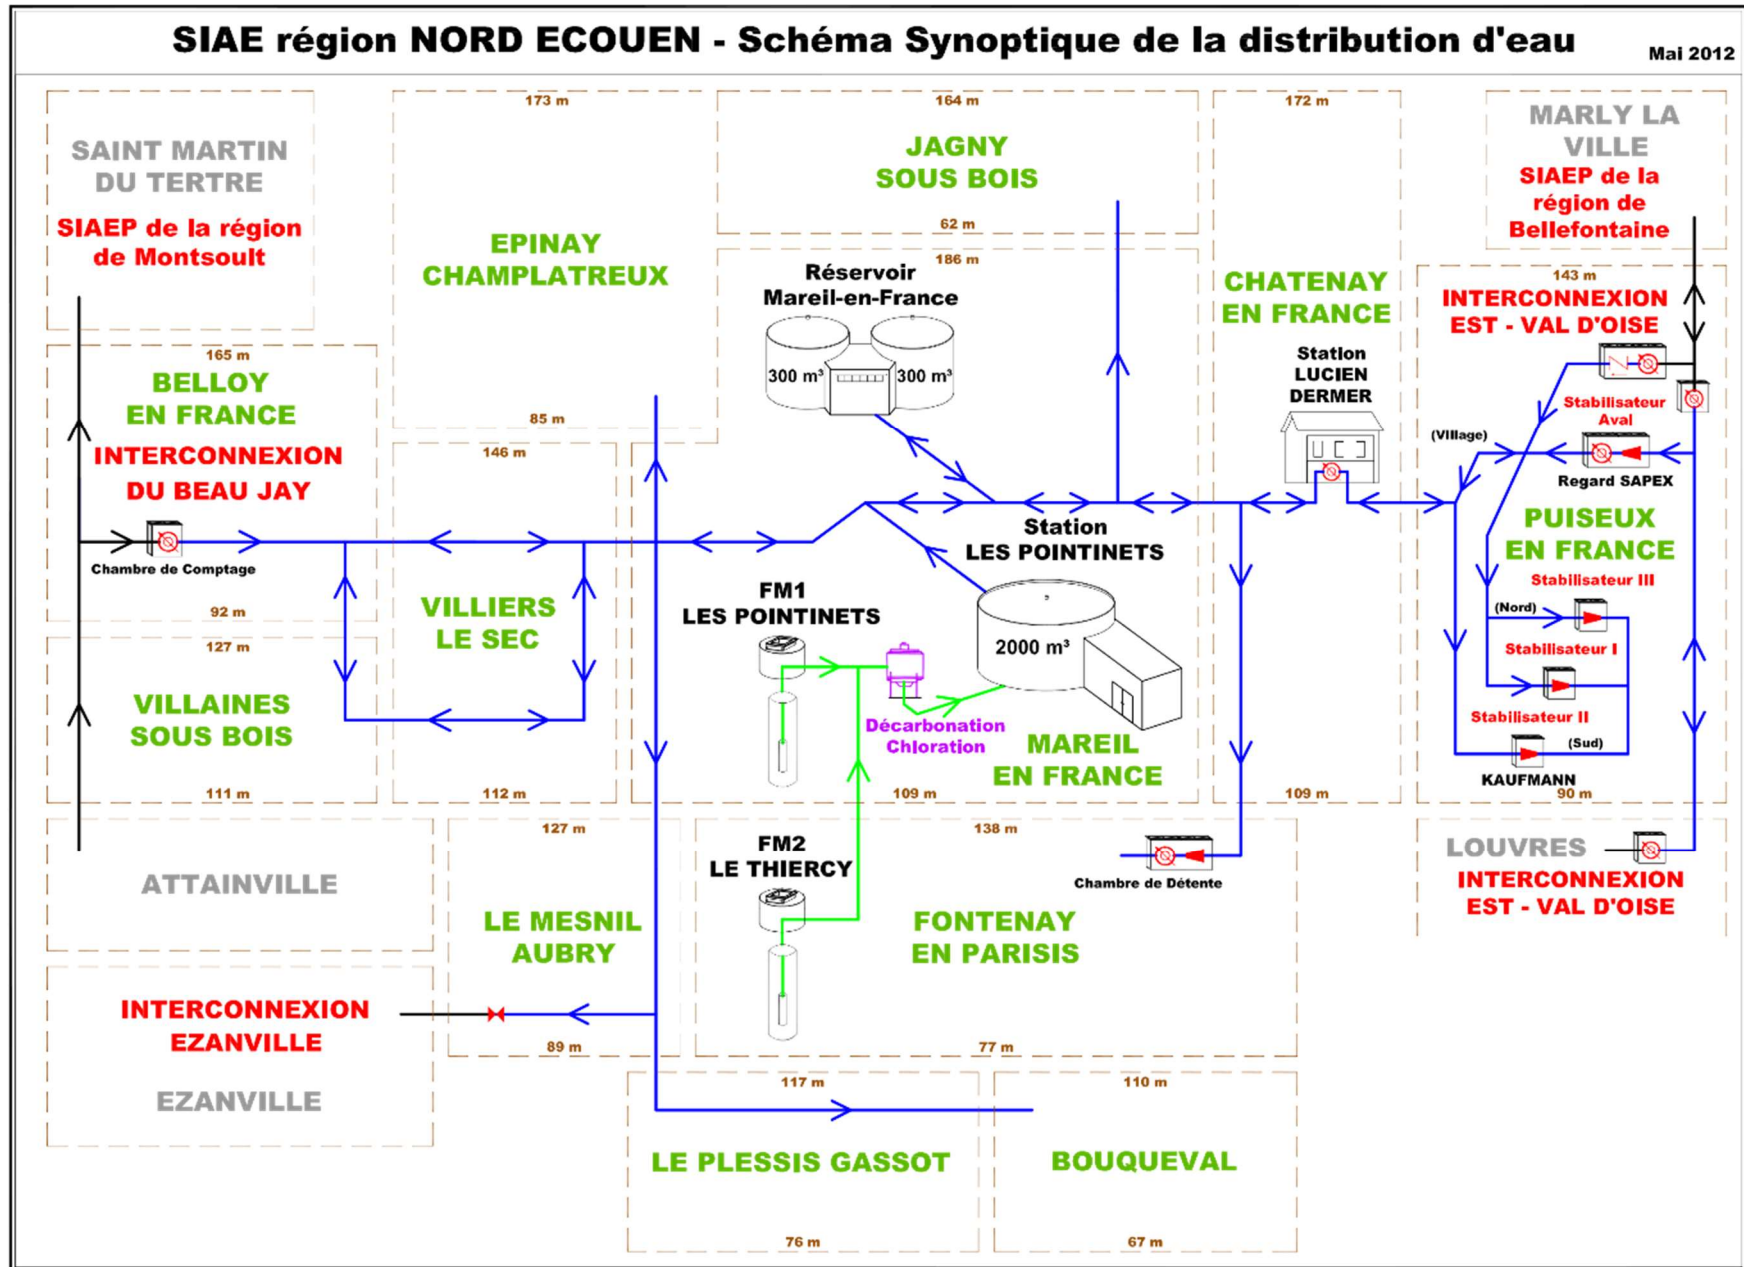 SIAE région NORD ECOUEN - Schéma Synoptique de la distribution d'eau
Mai 2012
SAINT MARTIN
DU TERTRE
SIAEP de la région
de Montsoult
173 m
EPINAY
CHAMPLATREUX
85 m
164 m
JAGNY
SOUS BOIS
62 m
186 m
Réservoir
Mareil-en-France
300 m³
300 m³
172 m
CHATENAY
EN FRANCE
Station
LUCIEN
DERMER
109 m
MARLY LA
VILLE
SIAEP de la
région de
Bellefontaine
143 m
INTERCONNEXION
EST - VAL D'OISE
Stabilisateur
Aval
(Village)
Regard SAPEX
PUISEUX
EN FRANCE
Stabilisateur III
(Nord)
Stabilisateur I
Stabilisateur II
(Sud)
KAUFMANN
90 m
165 m
BELLOY
EN FRANCE
INTERCONNEXION
DU BEAU JAY
Chambre de Comptage
92 m
146 m
VILLIERS
LE SEC
112 m
Station
LES POINTINETS
2000 m³
FM1
LES POINTINETS
Décarbonation
Chloration
MAREIL
EN FRANCE
109 m
127 m
VILLAINES
SOUS BOIS
111 m
ATTAINVILLE
127 m
LE MESNIL
AUBRY
89 m
138 m
FM2
LE THIERCY
Chambre de Détente
FONTENAY
EN PARISIS
77 m
LOUVRES
INTERCONNEXION
EST - VAL D'OISE
INTERCONNEXION
EZANVILLE
EZANVILLE
117 m
LE PLESSIS GASSOT
76 m
110 m
BOUQUEVAL
67 m